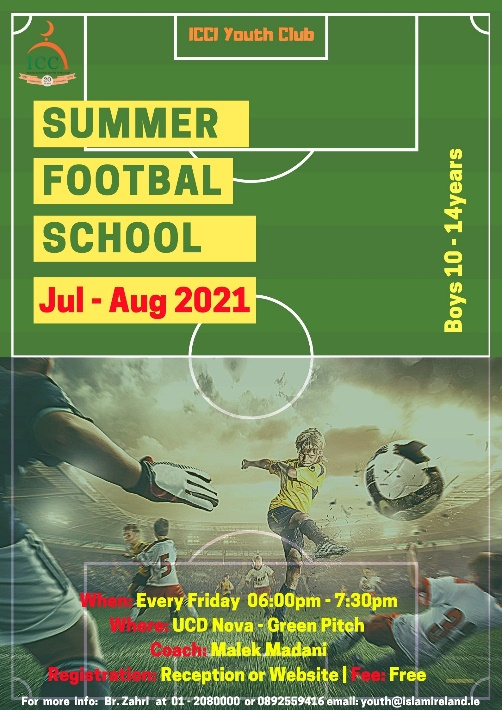 ICCI Youth Club
ICCI
20
SUMMER
FOOTBAL
SCHOOL
Jul - Aug 2021
Boys 10 - 14years
When: Every Friday 06:00pm - 7:30pm
Where: UCD Nova - Green Pitch
Coach: Malek Madani
Registration: Reception or Website | Fee: Free
For more Info: Br. Zahri at 01 - 2080000 or 0892559416 email: youth@islamireland.ie